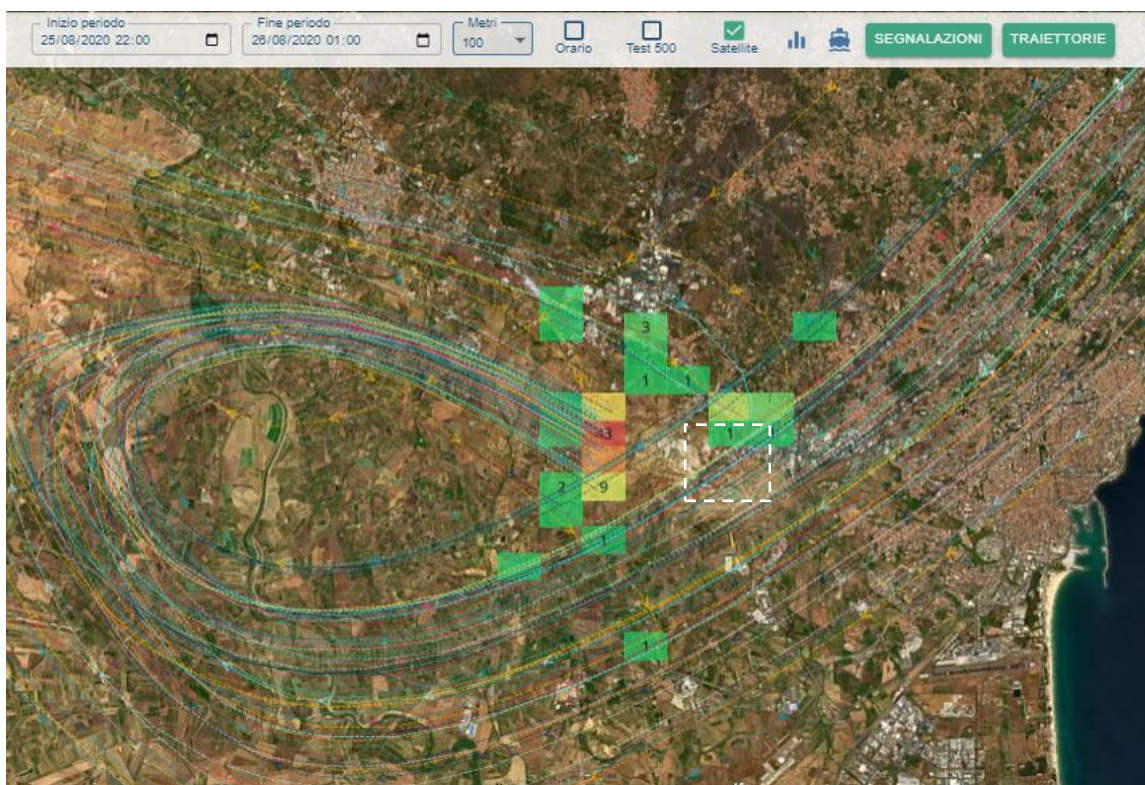 Inizio periodo
25/08/2020 22:00
Fine periodo
26/08/2020 01:00
Metri
100
Orario
Test 500
Satellite
SEGNALAZIONI
TRAIETTORIE
3
1
1
1
2
9
1
1